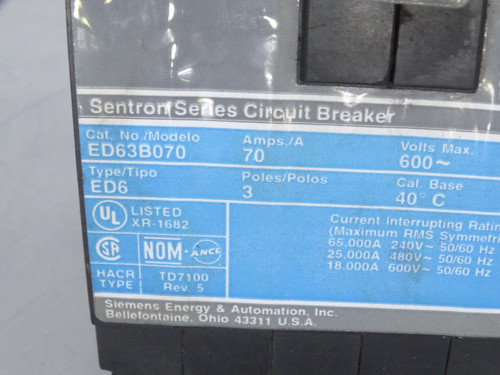 Sentron Series Circuit Breaker
Cat. No./Modelo Amps./A Volts Max.
ED63B070 70 600~
Type/Tipo Poles/Polos Cal. Base
ED6 3 40° C
UL LISTED
XR-1682
SA NOM-ANCE
HACR TYPE
TD7100
Rev. 5
Current Interrupting Ratin
(Maximum RMS Symmetri
65,000A 240V~ 50/60 Hz
25,000A 480V~ 50/60 Hz
18,000A 600V~ 50/60 Hz
Siemens Energy & Automation, Inc.
Bellefontaine, Ohio 43311 U.S.A.